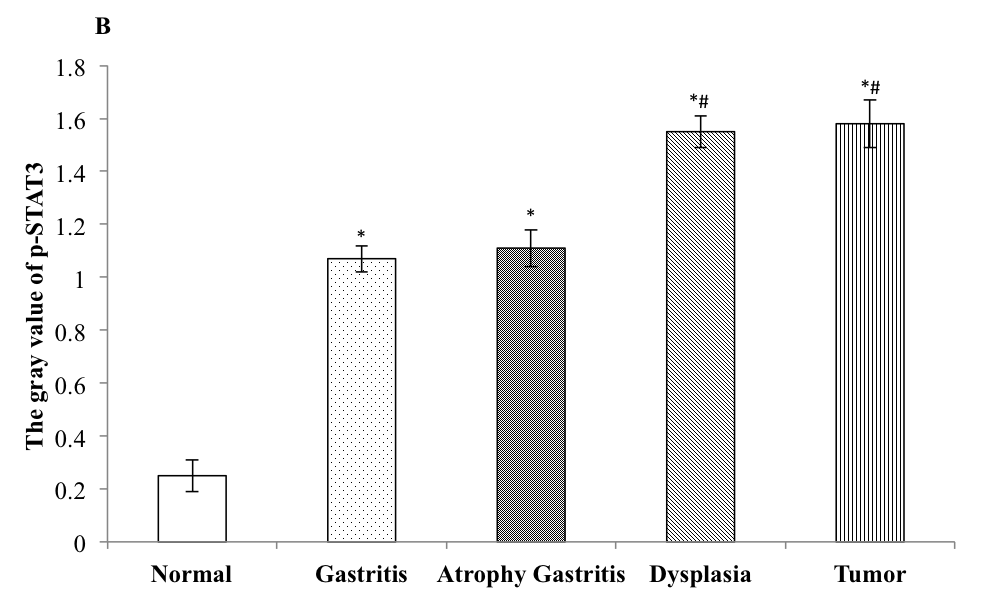 B
The gray value of p-STAT3
1.8
1.6
1.4
1.2
1
0.8
0.6
0.4
0.2
0
*
*
*#
*#
Normal
Gastritis
Atrophy Gastritis
Dysplasia
Tumor